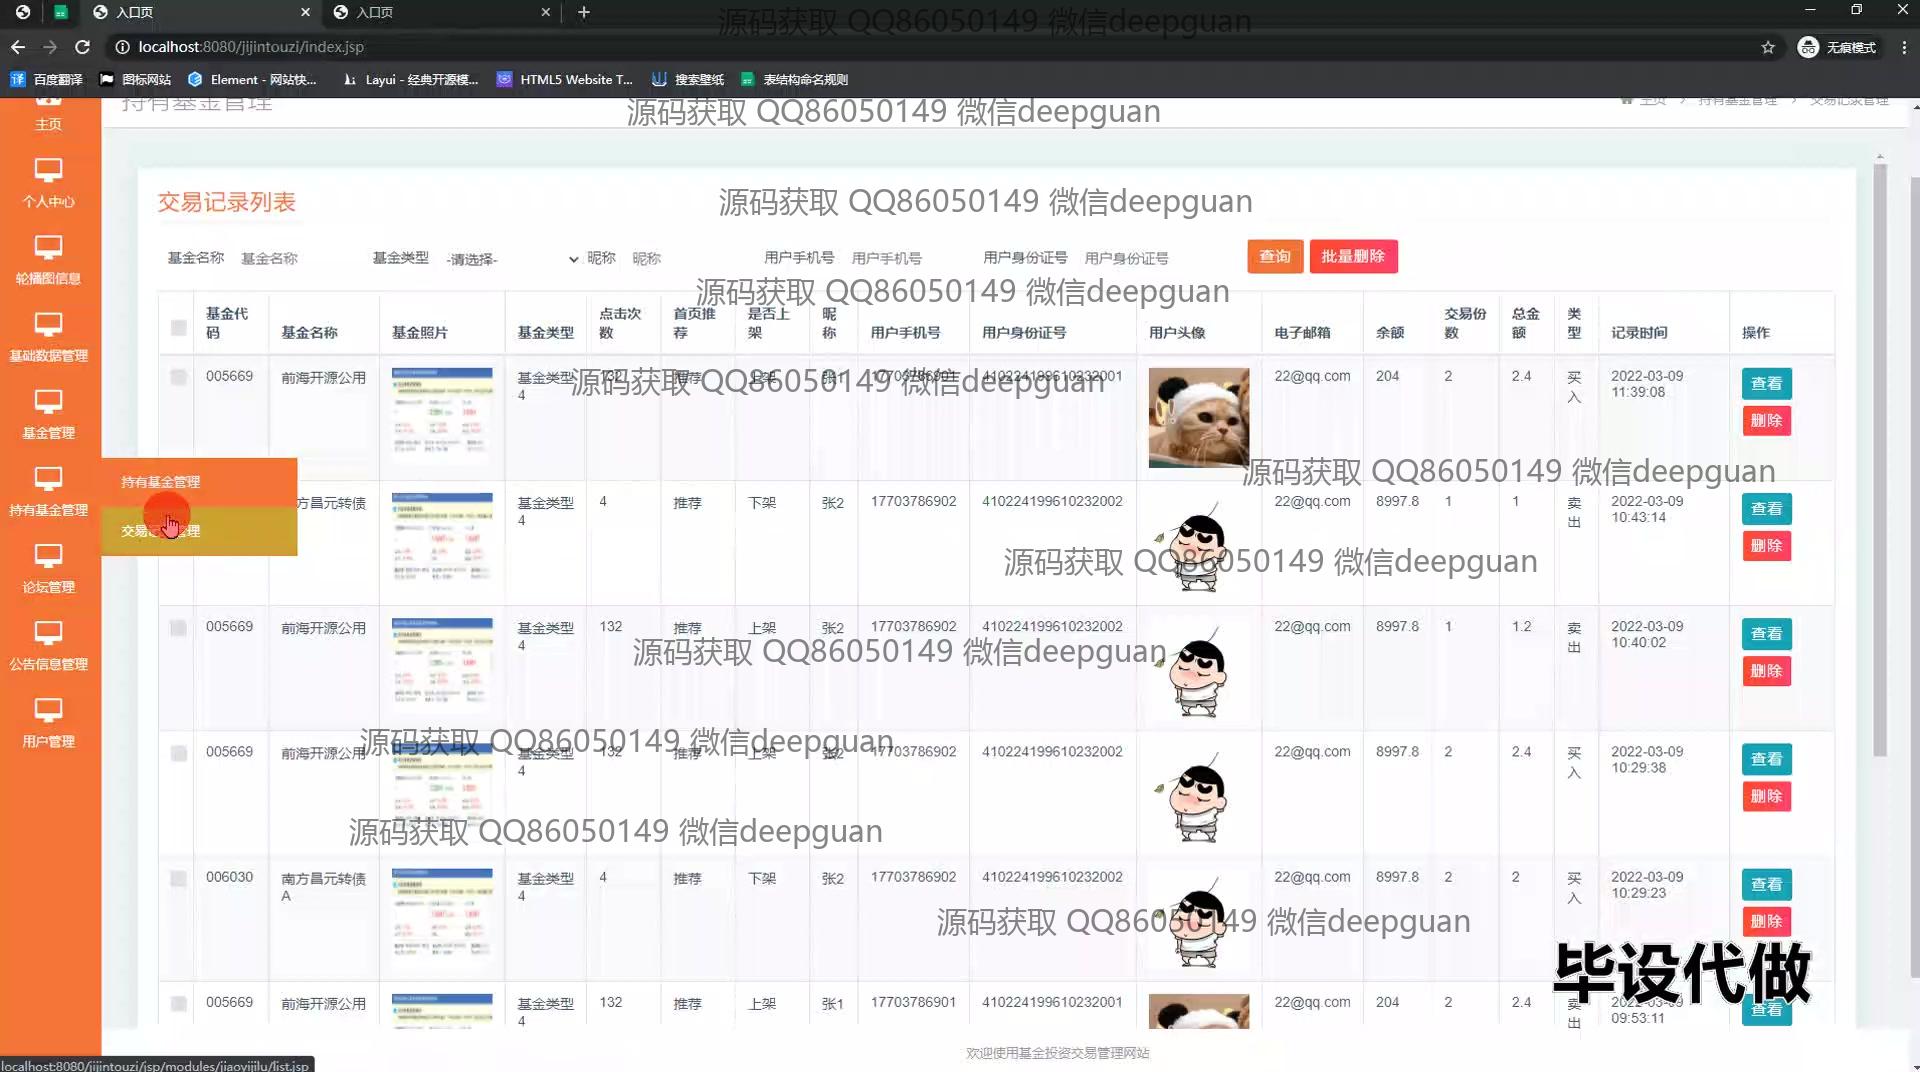 入口页
入口页
localhost:8080/jijintouzi/index.jsp
无痕模式
百度翻译
图标网站
Element - 网站快...
Layui - 经典开源模...
HTML5 Website T...
搜索壁纸
表结构命名规则
源码获取 QQ86050149 微信deepguan
持有基金管理
主页 > 持有基金管理 > 交易记录管理
源码获取 QQ86050149 微信deepguan
主页
个人中心
轮播图信息
基础数据管理
基金管理
持有基金管理
论坛管理
公告信息管理
用户管理
持有基金管理
交易记录管理
交易记录列表
源码获取 QQ86050149 微信deepguan
基金名称 基金名称 基金类型 -请选择- 昵称 昵称 用户手机号 用户手机号 用户身份证号 用户身份证号 查询 批量删除
源码获取 QQ86050149 微信deepguan
基金代码 基金名称 基金照片 基金类型 点击次数 首页推荐 是否上架 昵称 用户手机号 用户身份证号 用户头像 电子邮箱 余额 交易份数 总金额 类型 记录时间 操作
005669 前海开源公用 基金类型4 132 推荐 上架 张1 17703786901 410224199610232001 22@qq.com 204 2 2.4 买入 2022-03-09 11:39:08 查看 删除
源码获取 QQ86050149 微信deepguan
源码获取 QQ86050149 微信deepguan
方昌元转债 基金类型4 4 推荐 下架 张2 17703786902 410224199610232002 22@qq.com 8997.8 1 1 卖出 2022-03-09 10:43:14 查看 删除
源码获取 QQ86050149 微信deepguan
005669 前海开源公用 基金类型4 132 推荐 上架 张2 17703786902 410224199610232002 22@qq.com 8997.8 1 1.2 卖出 2022-03-09 10:40:02 查看 删除
源码获取 QQ86050149 微信deepguan
005669 前海开源公用 基金类型4 132 推荐 上架 张2 17703786902 410224199610232002 22@qq.com 8997.8 2 2.4 买入 2022-03-09 10:29:38 查看 删除
源码获取 QQ86050149 微信deepguan
源码获取 QQ86050149 微信deepguan
006030 南方昌元转债A 基金类型4 4 推荐 下架 张2 17703786902 410224199610232002 22@qq.com 8997.8 2 2 买入 2022-03-09 10:29:23 查看 删除
源码获取 QQ86050149 微信deepguan
毕设代做
005669 前海开源公用 基金类型4 132 推荐 上架 张1 17703786901 410224199610232001 22@qq.com 204 2 2.4 卖出 2022-03-09 09:53:11 查看
欢迎使用基金投资交易管理网站
localhost:8080/jijintouzi/jsp/modules/jiaoyijilu/list.jsp